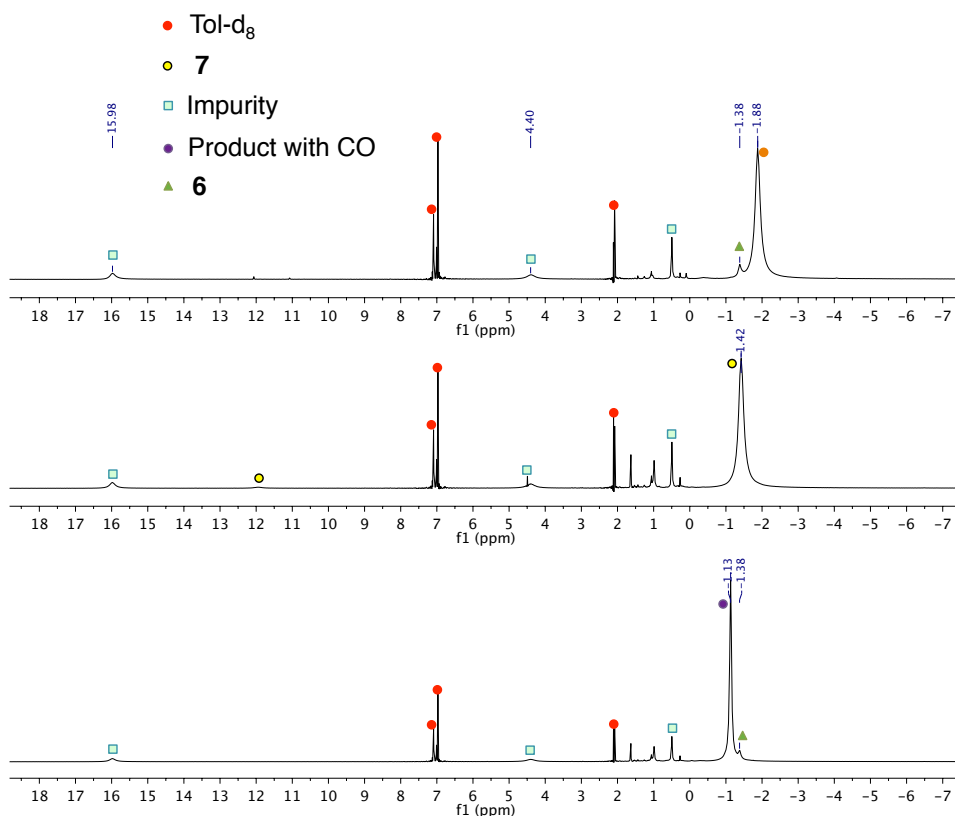 Tol-d8
7
Impurity
Product with CO
6
—15.98
—4.40
—1.38
—1.88
18 17 16 15 14 13 12 11 10 9 8 7 6 5 4 3 2 1 0 −1 −2 −3 −4 −5 −6 −7
f1 (ppm)
1.42
18 17 16 15 14 13 12 11 10 9 8 7 6 5 4 3 2 1 0 −1 −2 −3 −4 −5 −6 −7
f1 (ppm)
−1.13
−1.38
18 17 16 15 14 13 12 11 10 9 8 7 6 5 4 3 2 1 0 −1 −2 −3 −4 −5 −6 −7
f1 (ppm)